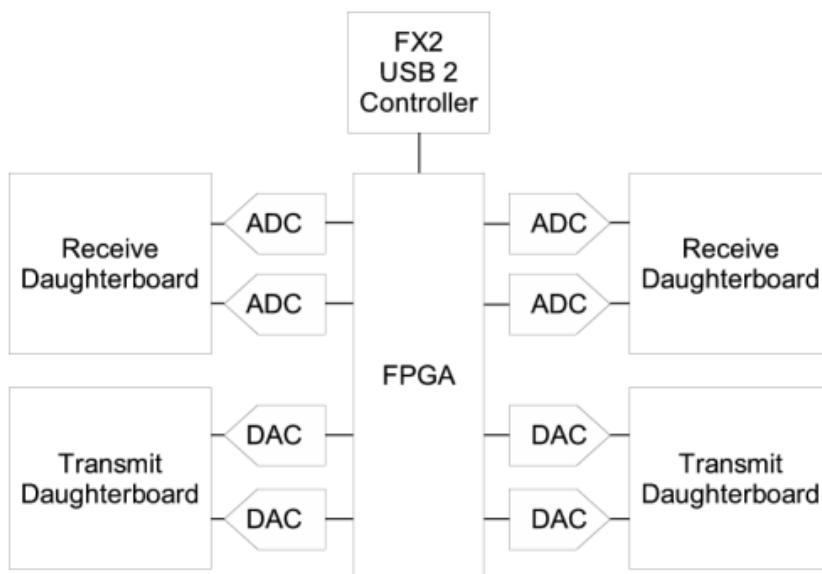 FX2
USB 2
Controller
ADC
ADC
Receive
Daughterboard
ADC
ADC
Receive
Daughterboard
FPGA
DAC
DAC
Transmit
Daughterboard
DAC
DAC
Transmit
Daughterboard